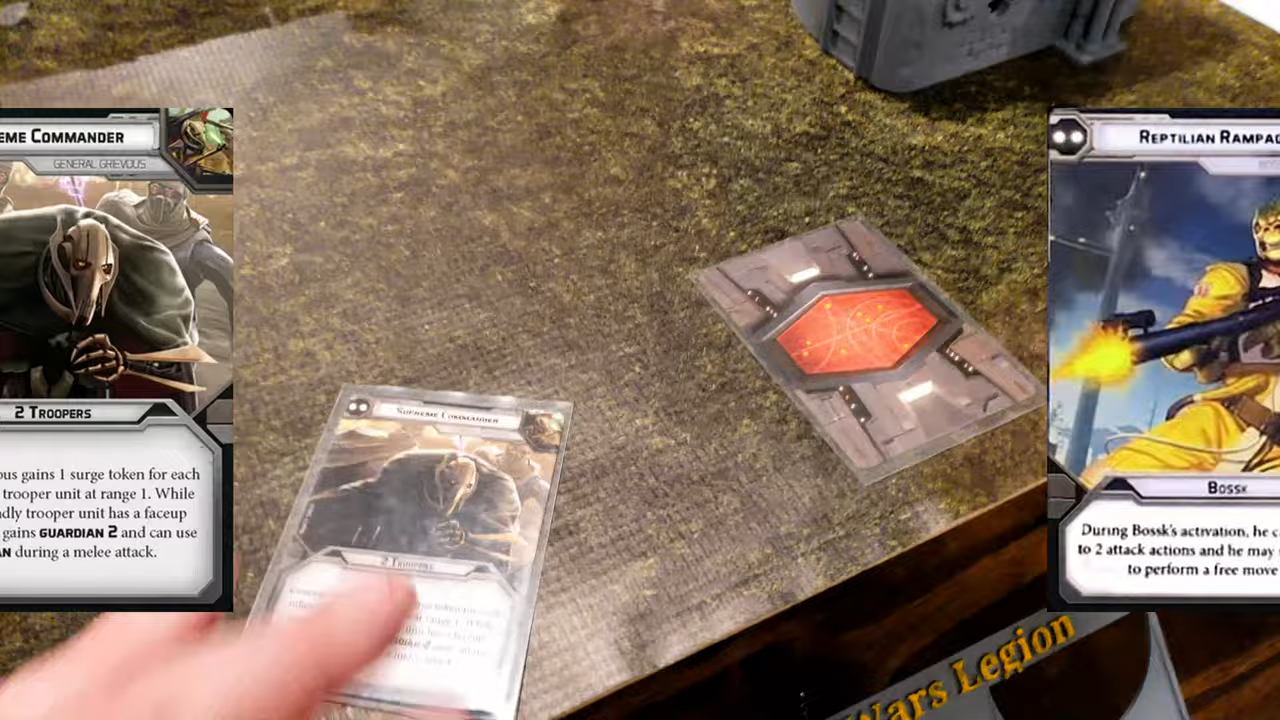 EME COMMANDER
GENERAL GRIEVOUS
2 TROOPERS
ous gains 1 surge token for each
trooper unit at range 1. While
dly trooper unit has a faceup
gains GUARDIAN 2 and can use
AN during a melee attack.
SUPREME COMMANDER
2 TROOPERS
REPTILIAN RAMPAG
BOSSK
During Bossk's activation, he c
to 2 attack actions and he may
to perform a free move
Wars Legion